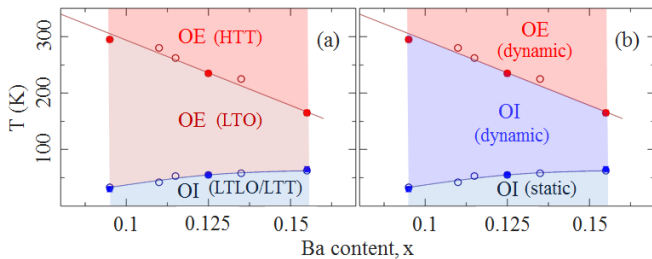 300
200
100
T (K)
OE (HTT)
(a)
OE (LTO)
OI (LTLO/LTT)
0.1
0.125
0.15
OE
(dynamic)
(b)
OI
(dynamic)
OI (static)
0.1
0.125
0.15
Ba content, x